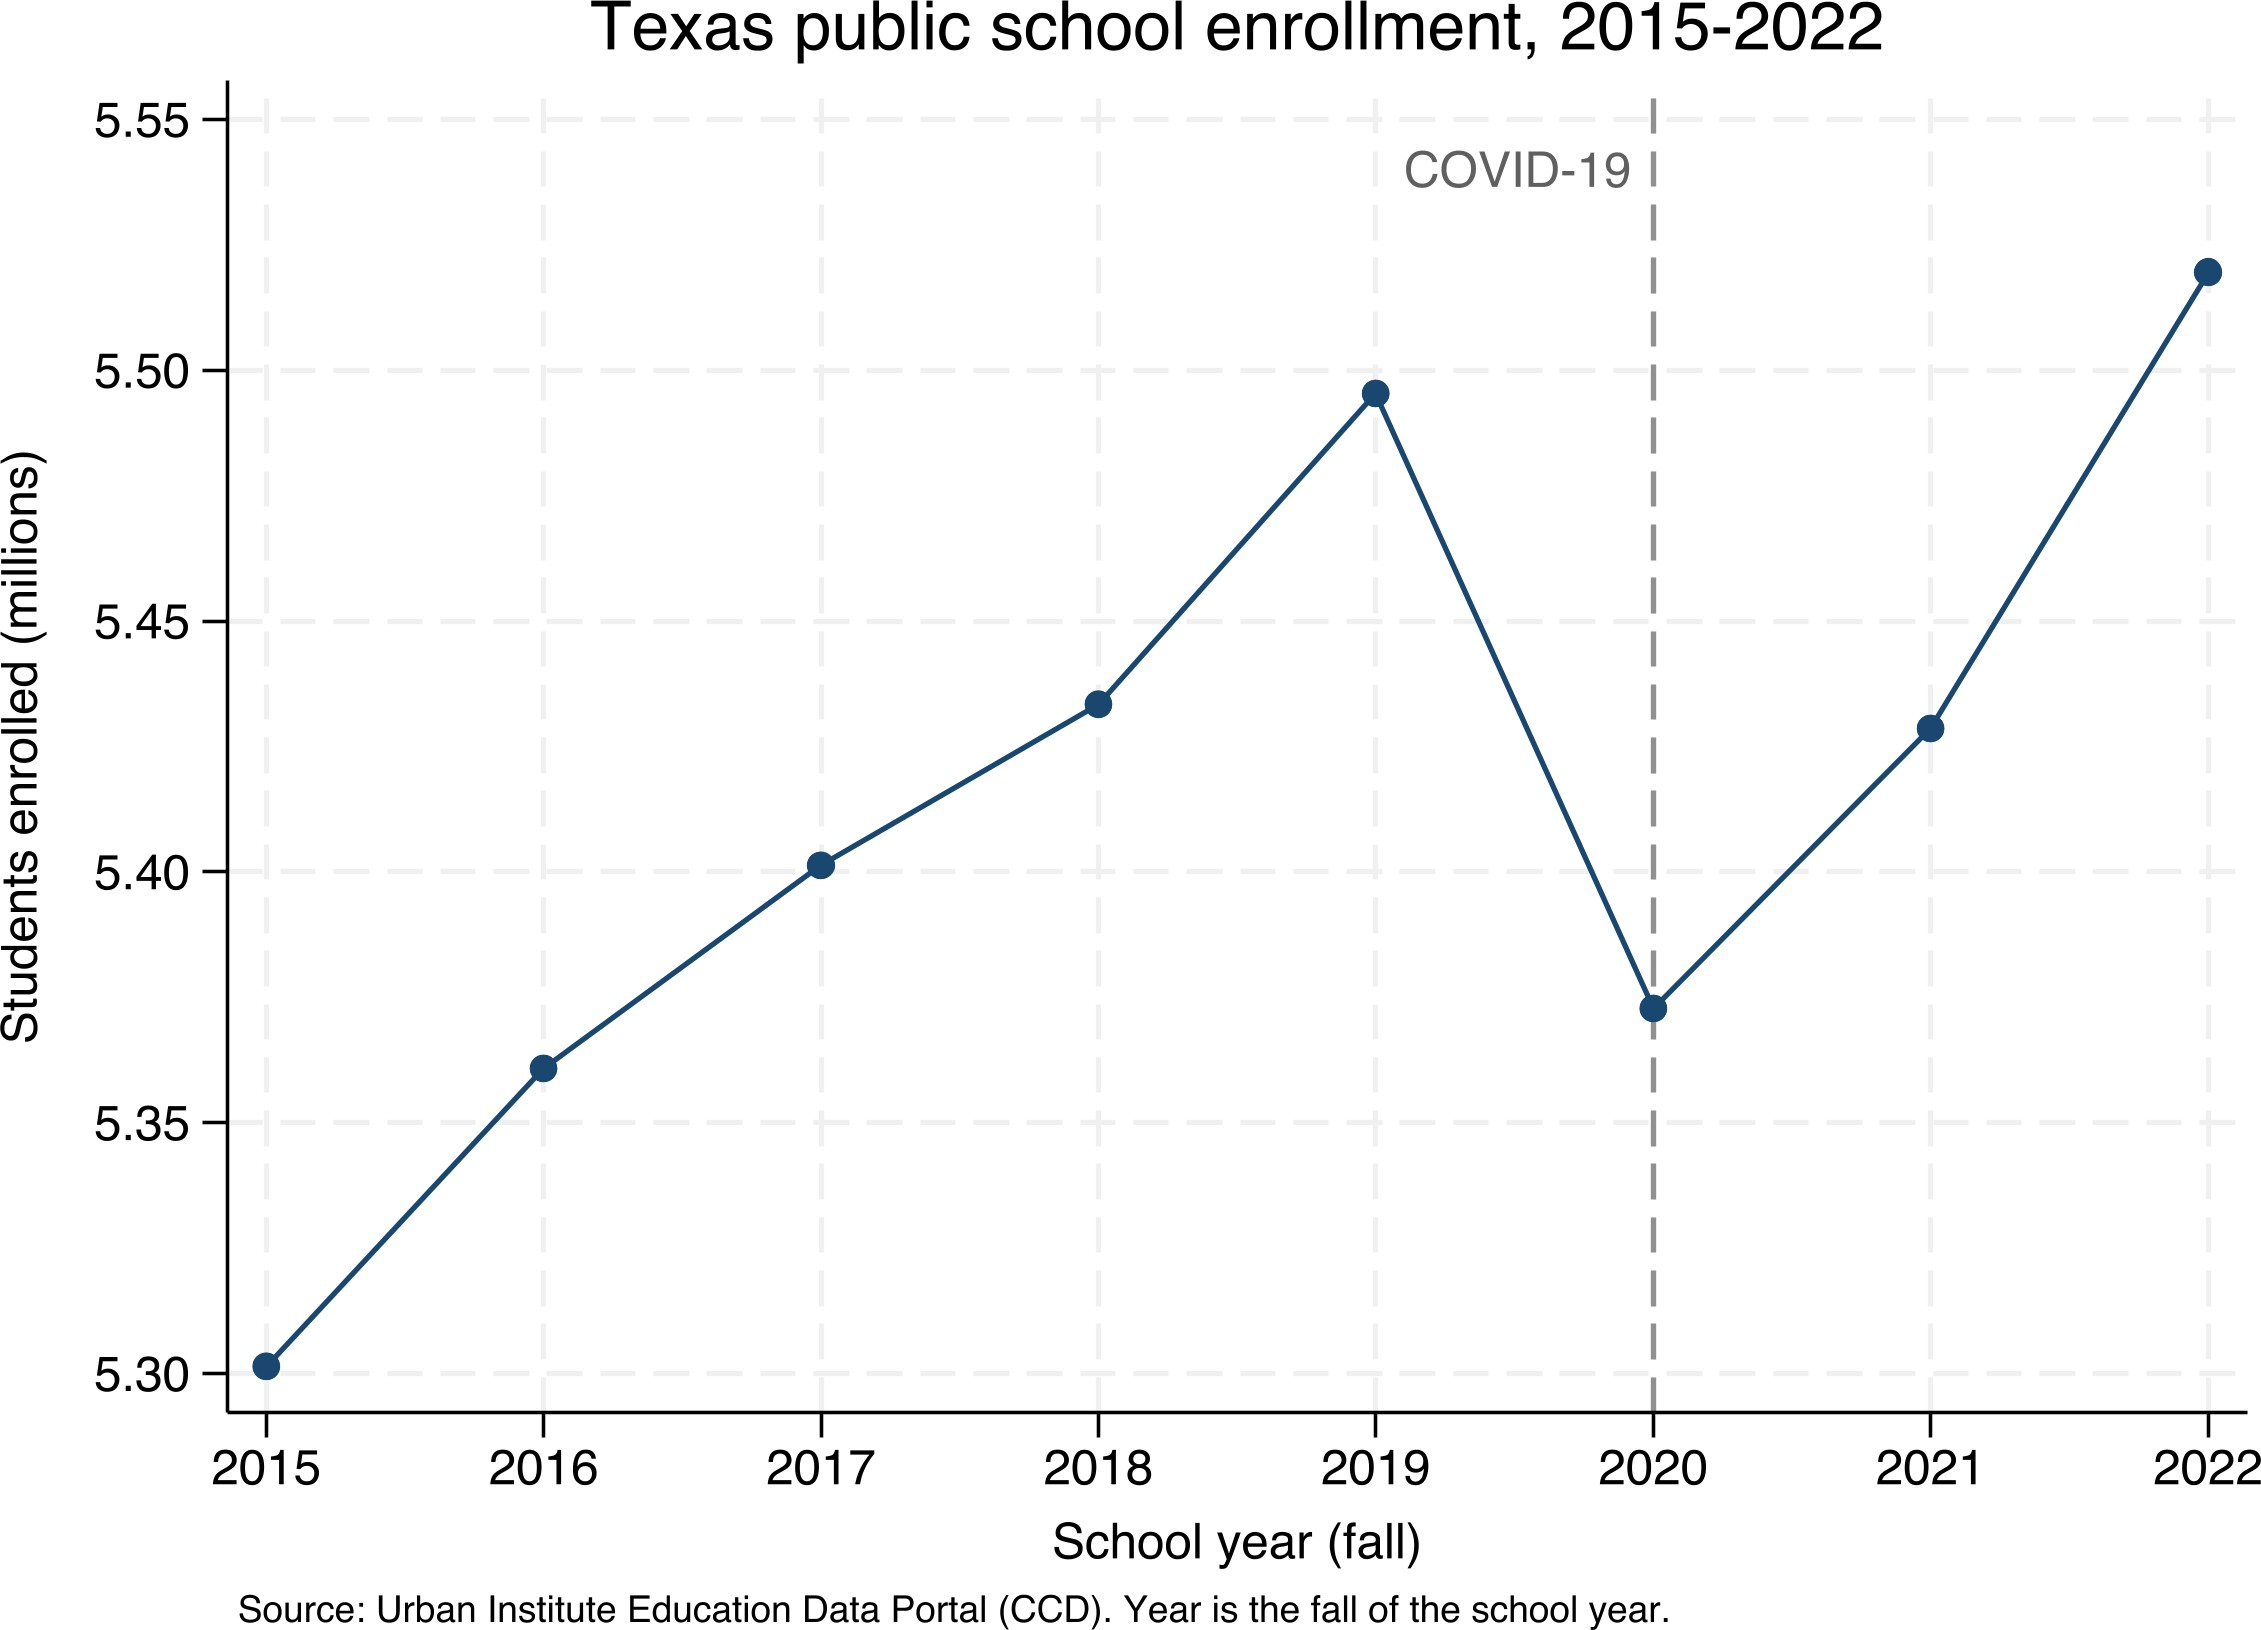 Texas public school enrollment, 2015-2022
5.55
COVID-19
5.50
5.45
5.40
5.35
5.30
Students enrolled (millions)
2015 2016 2017 2018 2019 2020 2021 2022
School year (fall)
Source: Urban Institute Education Data Portal (CCD). Year is the fall of the school year.